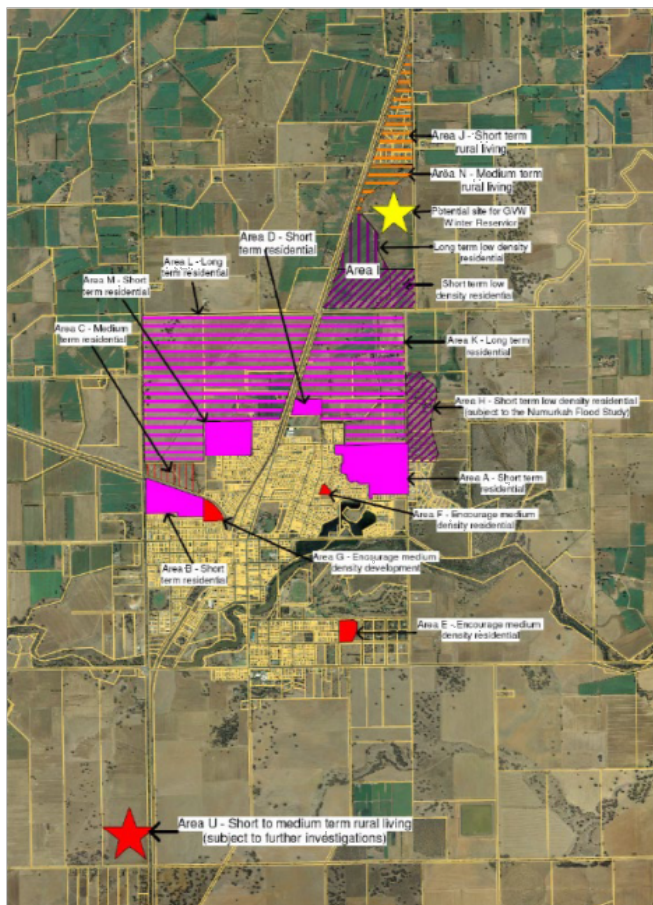 Area J - Short term
rural living
Area N - Medium term
rural living
Potential site for GVW
Winter Reservior
Area D - Short
term residential
Long term low density
residential
Area L - Long
term residential
Area I
Area M - Short
term residential
Short term low
density residential
Area C - Medium
term residential
Area K - Long term
residential
Area H - Short term low density residential
(subject to the Numurkah Flood Study)
Area A - Short term
residential
Area F - Encourage medium
density residential
Area G - Encourage medium
density development
Area B - Short
term residential
Area E - Encourage medium
density residential
Area U - Short to medium term rural living
(subject to further investigations)